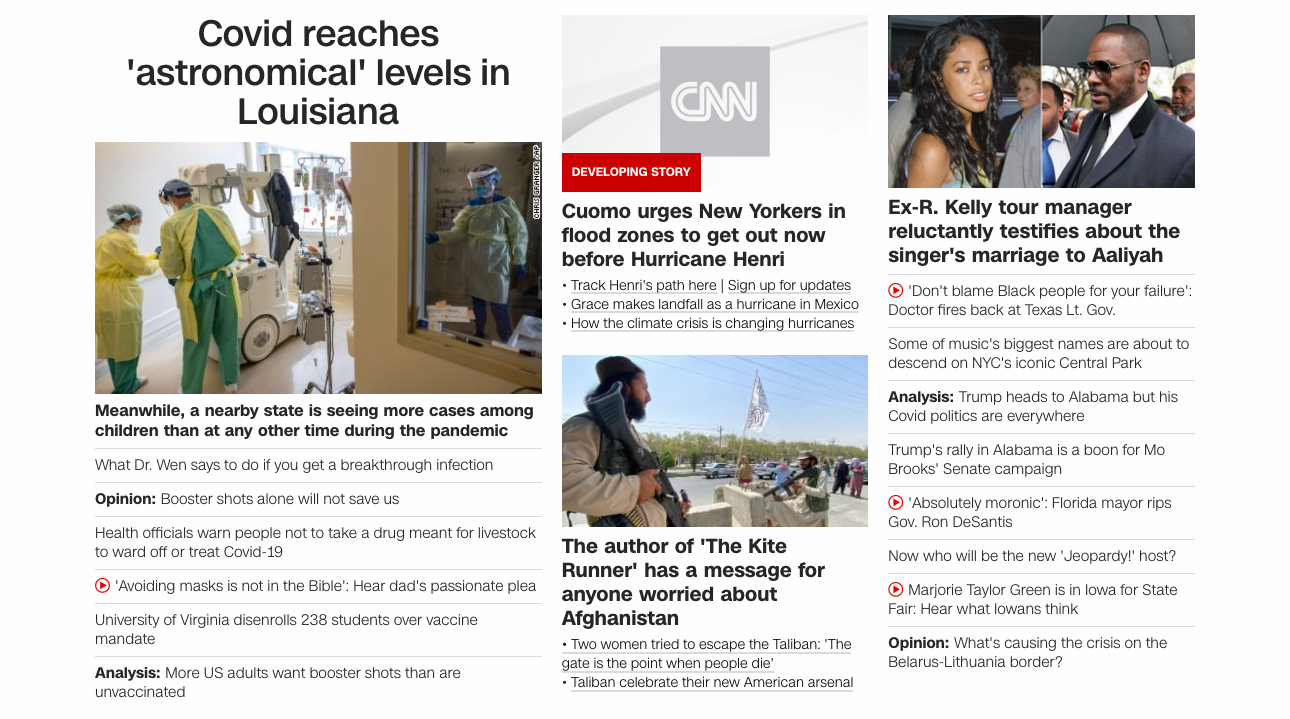 Covid reaches
'astronomical' levels in
Louisiana
CHRIS GRANGER /AP
Meanwhile, a nearby state is seeing more cases among
children than at any other time during the pandemic
What Dr. Wen says to do if you get a breakthrough infection
Opinion: Booster shots alone will not save us
Health officials warn people not to take a drug meant for livestock
to ward off or treat Covid-19
'Avoiding masks is not in the Bible': Hear dad's passionate plea
University of Virginia disenrolls 238 students over vaccine
mandate
Analysis: More US adults want booster shots than are
unvaccinated
CNN
DEVELOPING STORY
Cuomo urges New Yorkers in
flood zones to get out now
before Hurricane Henri
• Track Henri's path here | Sign up for updates
• Grace makes landfall as a hurricane in Mexico
• How the climate crisis is changing hurricanes
The author of 'The Kite
Runner' has a message for
anyone worried about
Afghanistan
• Two women tried to escape the Taliban: 'The
gate is the point when people die'
• Taliban celebrate their new American arsenal
Ex-R. Kelly tour manager
reluctantly testifies about the
singer's marriage to Aaliyah
'Don't blame Black people for your failure':
Doctor fires back at Texas Lt. Gov.
Some of music's biggest names are about to
descend on NYC's iconic Central Park
Analysis: Trump heads to Alabama but his
Covid politics are everywhere
Trump's rally in Alabama is a boon for Mo
Brooks' Senate campaign
'Absolutely moronic': Florida mayor rips
Gov. Ron DeSantis
Now who will be the new 'Jeopardy!' host?
Marjorie Taylor Green is in Iowa for State
Fair: Hear what Iowans think
Opinion: What's causing the crisis on the
Belarus-Lithuania border?